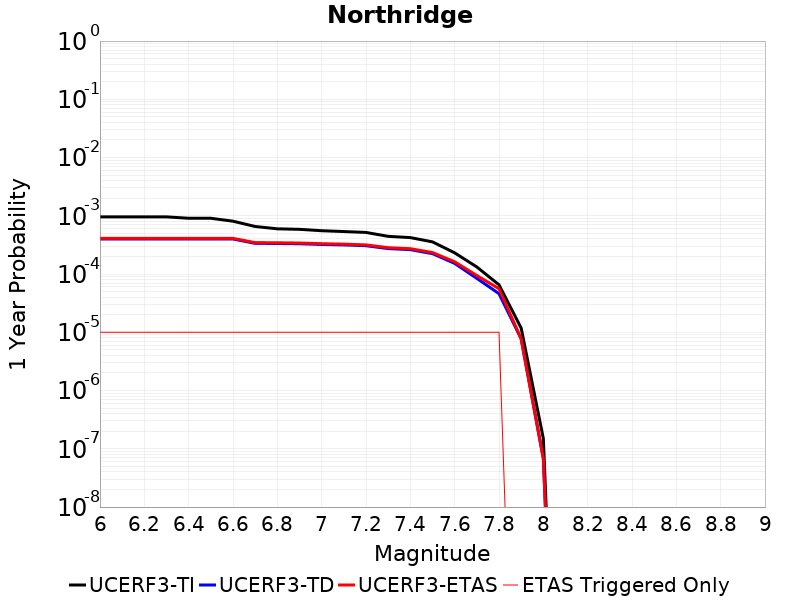 Northridge
1 Year Probability
10^0
10^-1
10^-2
10^-3
10^-4
10^-5
10^-6
10^-7
10^-8
6 6.2 6.4 6.6 6.8 7 7.2 7.4 7.6 7.8 8 8.2 8.4 8.6 8.8 9
Magnitude
UCERF3-TI UCERF3-TD UCERF3-ETAS ETAS Triggered Only